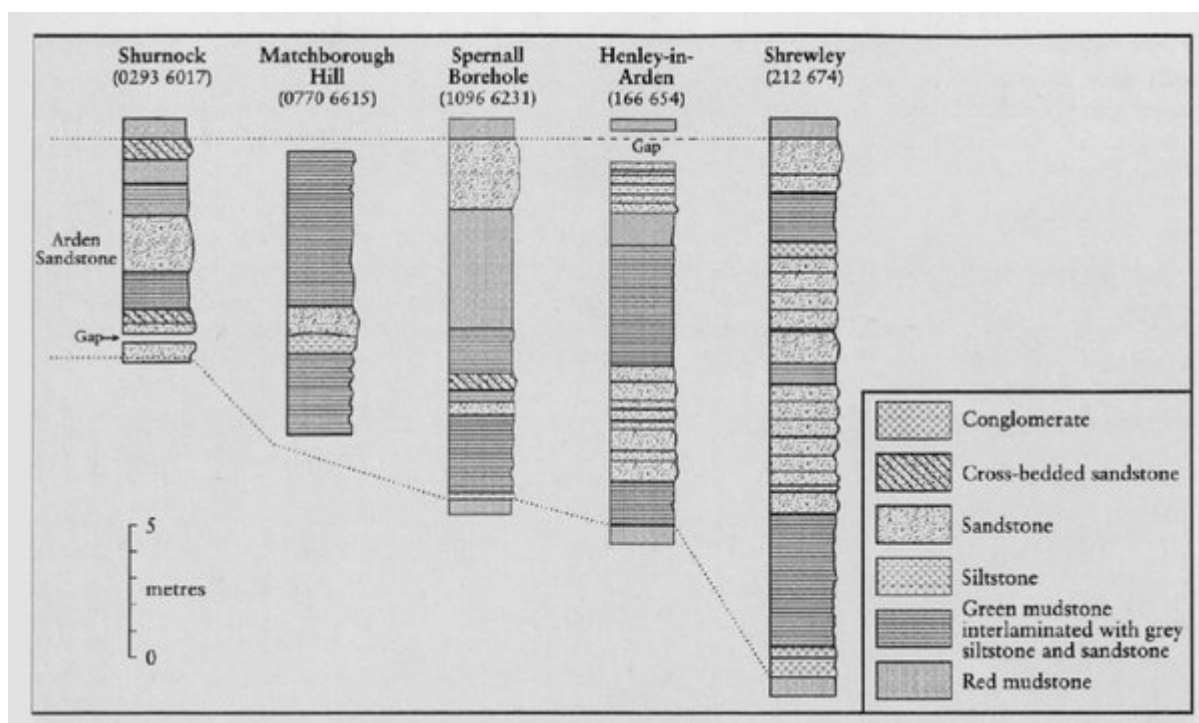 Shurnock
(0293 6017)
Matchborough
Hill
(0770 6615)
Spernall
Borehole
(1096 6231)
Henley-in-
Arden
(166 654)
Shrewley
(212 674)
Gap
Arden
Sandstone
Gap
5
metres
0
Conglomerate
Cross-bedded sandstone
Sandstone
Siltstone
Green mudstone
interlaminated with grey
siltstone and sandstone
Red mudstone